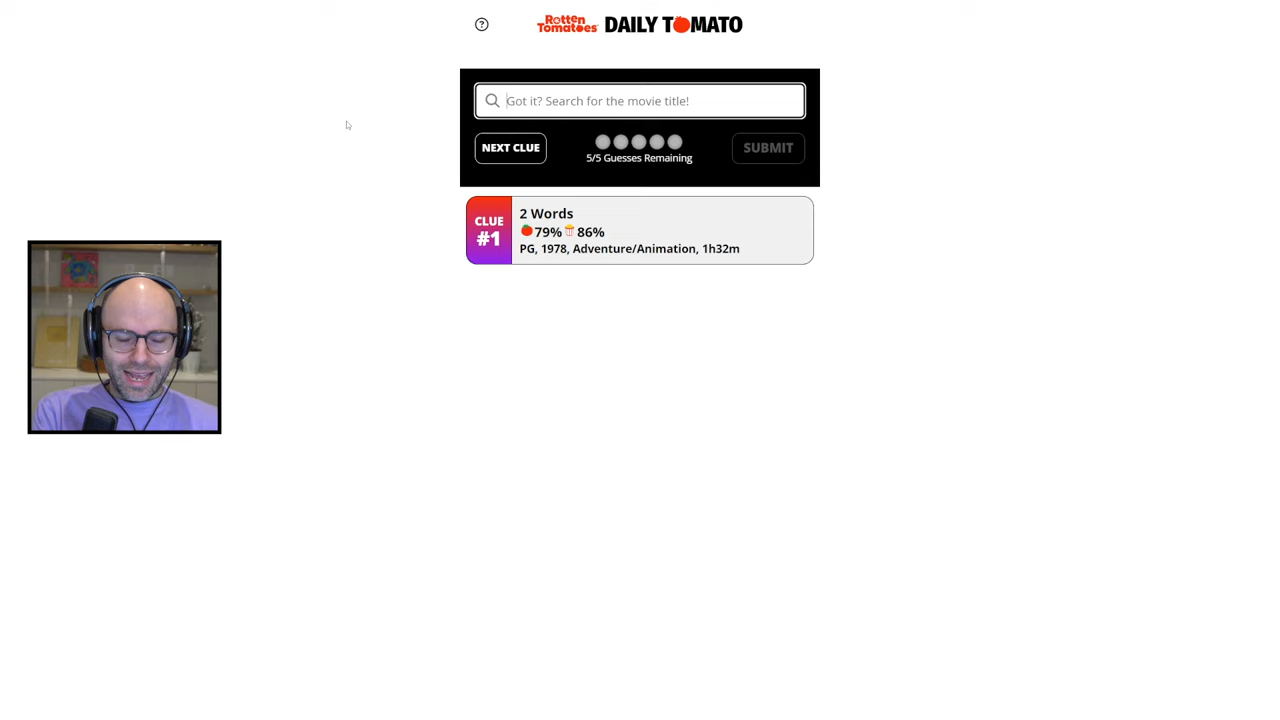 Rotten Tomatoes DAILY TOMATO
Got it? Search for the movie title!
NEXT CLUE
5/5 Guesses Remaining
SUBMIT
CLUE #1
2 Words
79% 86%
PG, 1978, Adventure/Animation, 1h32m